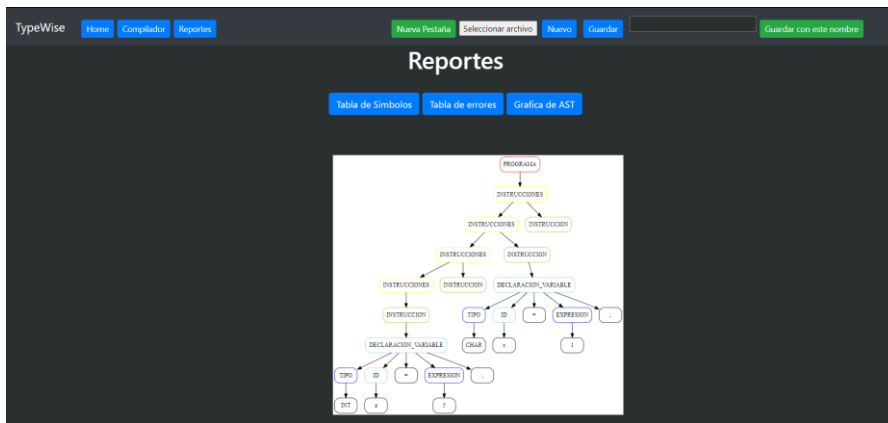 TypeWise Home Compilador Reportes Nueva Pestaña Seleccionar archivo Nuevo Guardar Guardar con este nombre
Reportes
Tabla de Simbolos Tabla de errores Grafica de AST
PROGRAMA
INSTRUCCIONES
INSTRUCCIONES INSTRUCCION
INSTRUCCIONES INSTRUCCION
INSTRUCCIONES INSTRUCCION DECLARACION_VARIABLE
INSTRUCCION TIPO ID = EXPRESION ;
DECLARACION_VARIABLE CHAR c 1
TIPO ID = EXPRESION ;
INT a 5